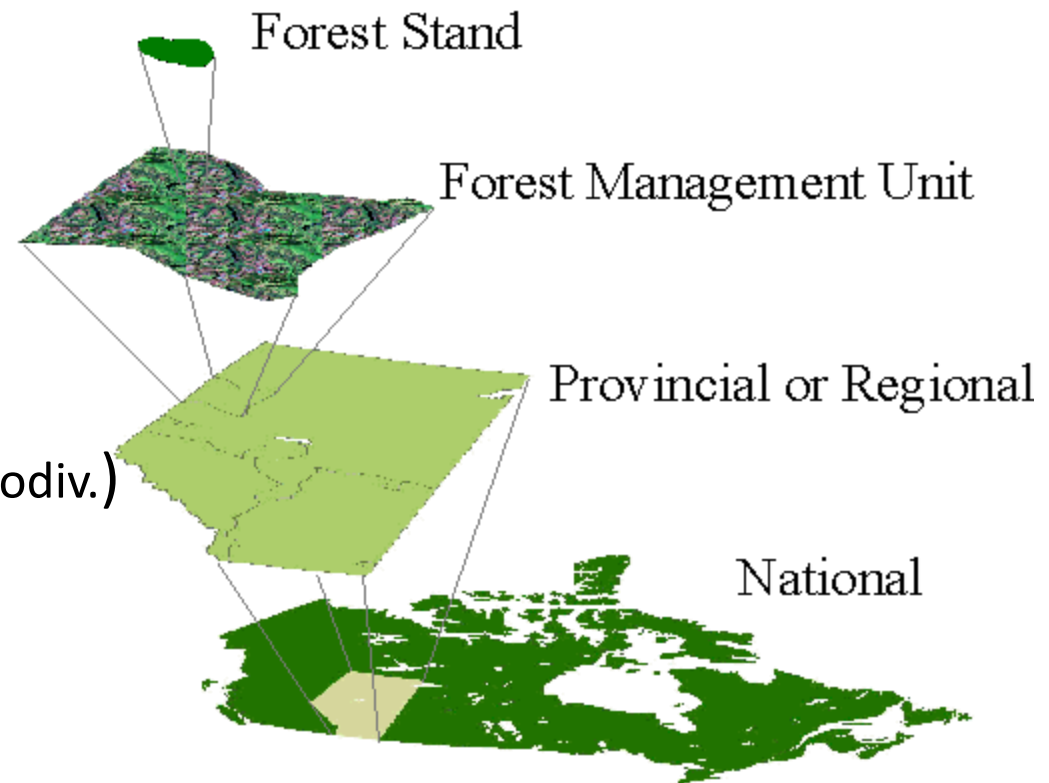 Forest Stand
Forest Management Unit
Provincial or Regional
odiv.)
National